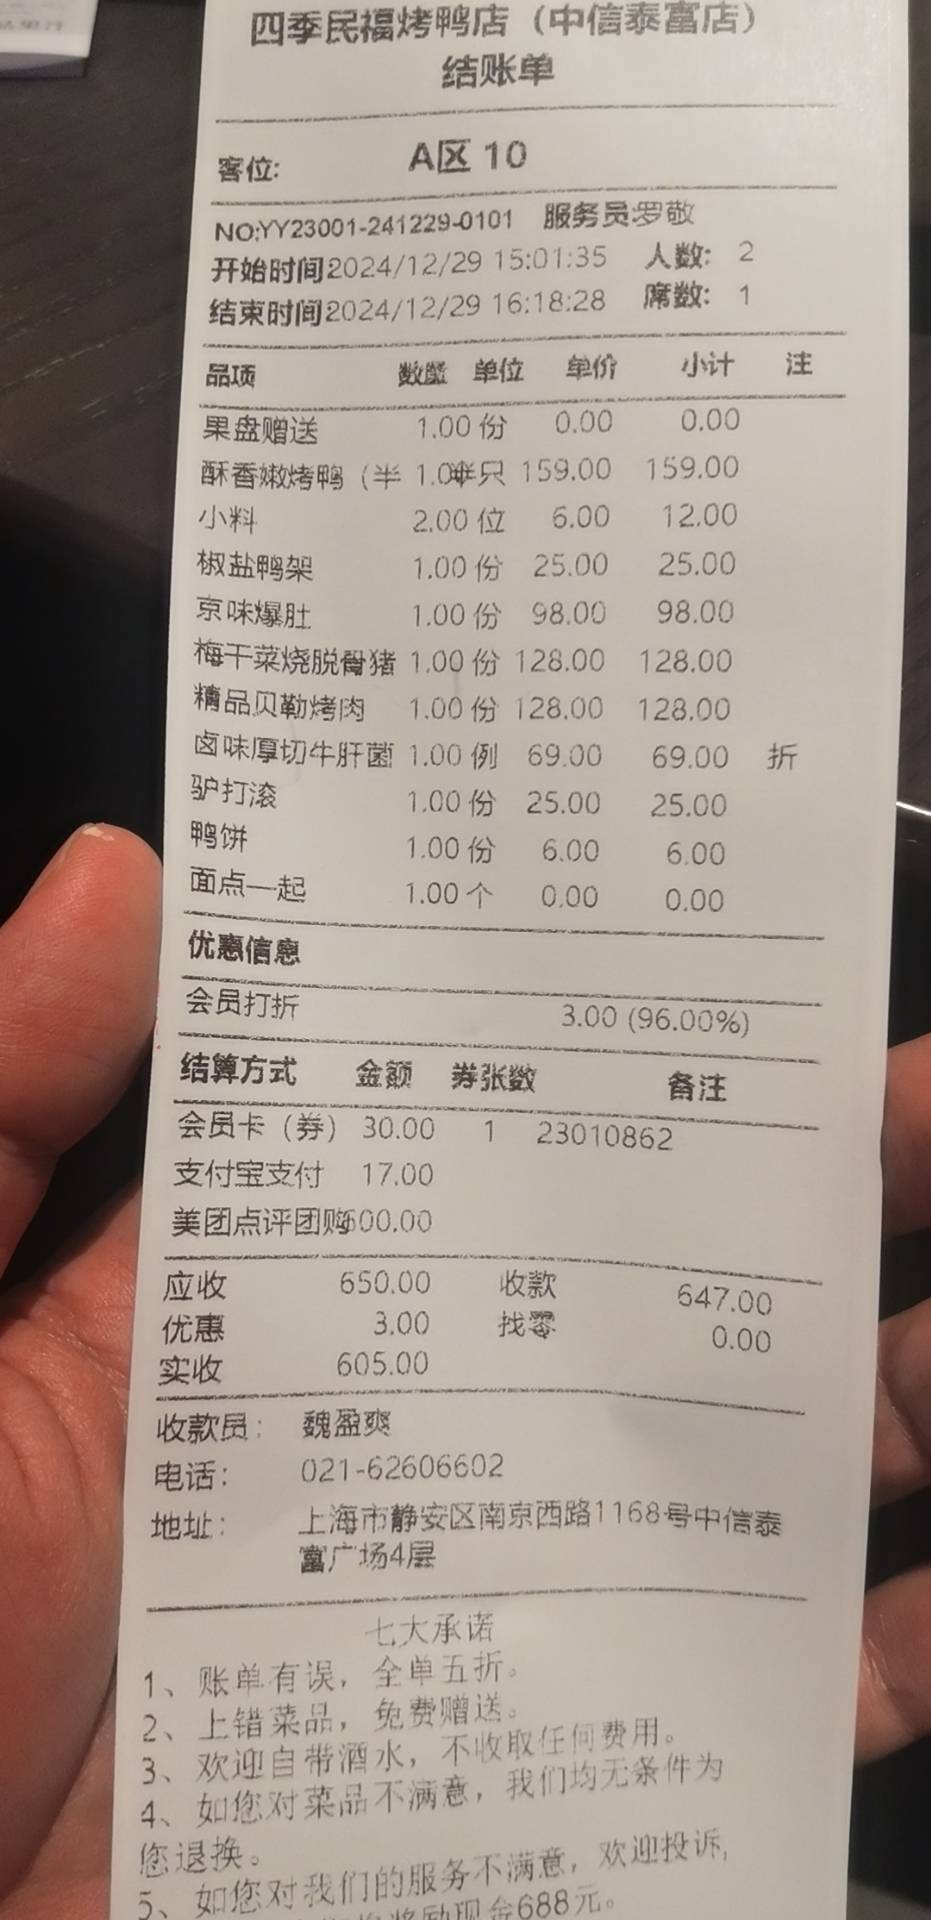 四季民福烤鸭店（中信泰富店）
结账单
客位: A区 10
NO:YY23001-241229-0101 服务员:罗敬
开始时间2024/12/29 15:01:35 人数: 2
结束时间2024/12/29 16:18:28 席数: 1
品项 数量 单位 单价 小计 注
果盘赠送 1.00 份 0.00 0.00
酥香嫩烤鸭（半 1.00半只 159.00 159.00
小料 2.00 位 6.00 12.00
椒盐鸭架 1.00 份 25.00 25.00
京味爆肚 1.00 份 98.00 98.00
梅干菜烧脱骨猪 1.00 份 128.00 128.00
精品贝勒烤肉 1.00 份 128.00 128.00
卤味厚切牛肝菌 1.00 例 69.00 69.00 折
驴打滚 1.00 份 25.00 25.00
鸭饼 1.00 份 6.00 6.00
面点一起 1.00 个 0.00 0.00
优惠信息
会员打折 3.00 (96.00%)
结算方式 金额 券张数 备注
会员卡（券） 30.00 1 23010862
支付宝支付 17.00
美团点评团购600.00
应收 650.00 收款 647.00
优惠 3.00 找零 0.00
实收 605.00
收款员: 魏盈爽
电话: 021-62606602
地址: 上海市静安区南京西路1168号中信泰
富广场4层
七大承诺
1、账单有误，全单五折。
2、上错菜品，免费赠送。
3、欢迎自带酒水，不收取任何费用。
4、如您对菜品不满意，我们均无条件为
您退换。
5、如您对我们的服务不满意，欢迎投诉,
奖励现金688元。